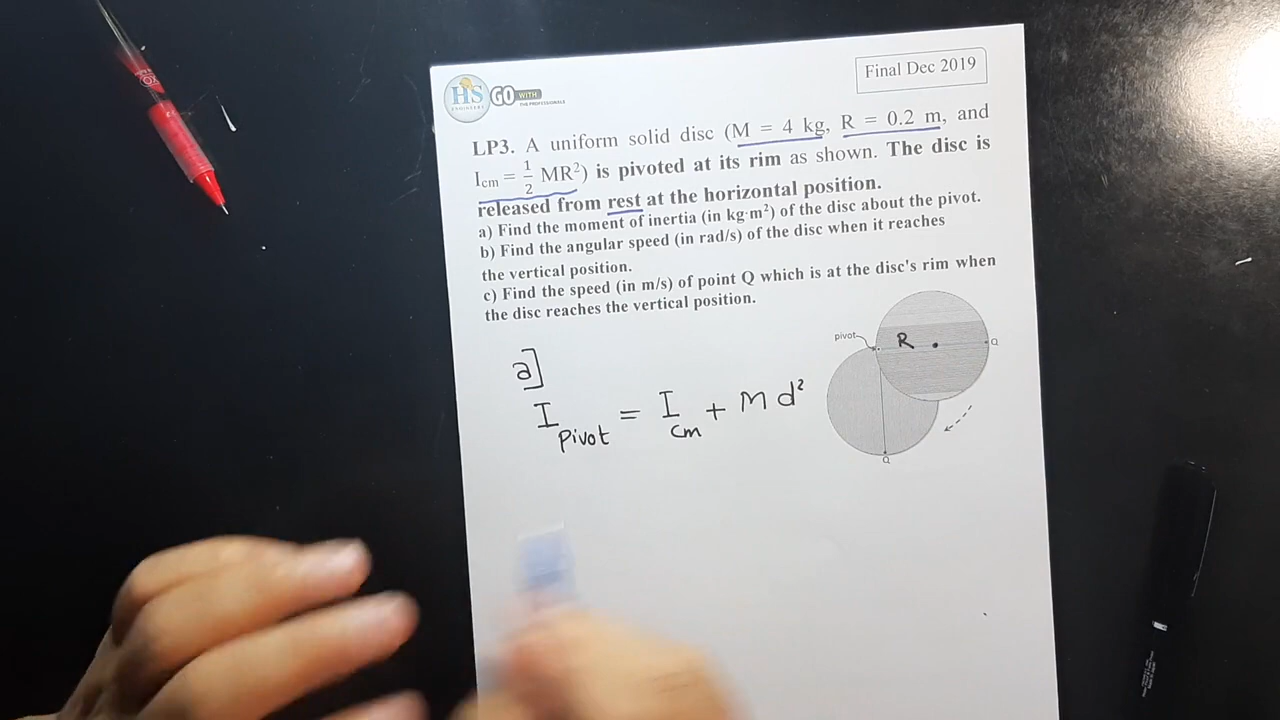 HS
ENGINEERS
GO WITH
THE PROFESSIONALS
Final Dec 2019
LP3. A uniform solid disc (M = 4 kg, R = 0.2 m, and
Icm = 1/2 MR²) is pivoted at its rim as shown. The disc is
released from rest at the horizontal position.
a) Find the moment of inertia (in kg·m²) of the disc about the pivot.
b) Find the angular speed (in rad/s) of the disc when it reaches
the vertical position.
c) Find the speed (in m/s) of point Q which is at the disc's rim when
the disc reaches the vertical position.
pivot
R
Q
Q
a]
I pivot = I cm + M d²